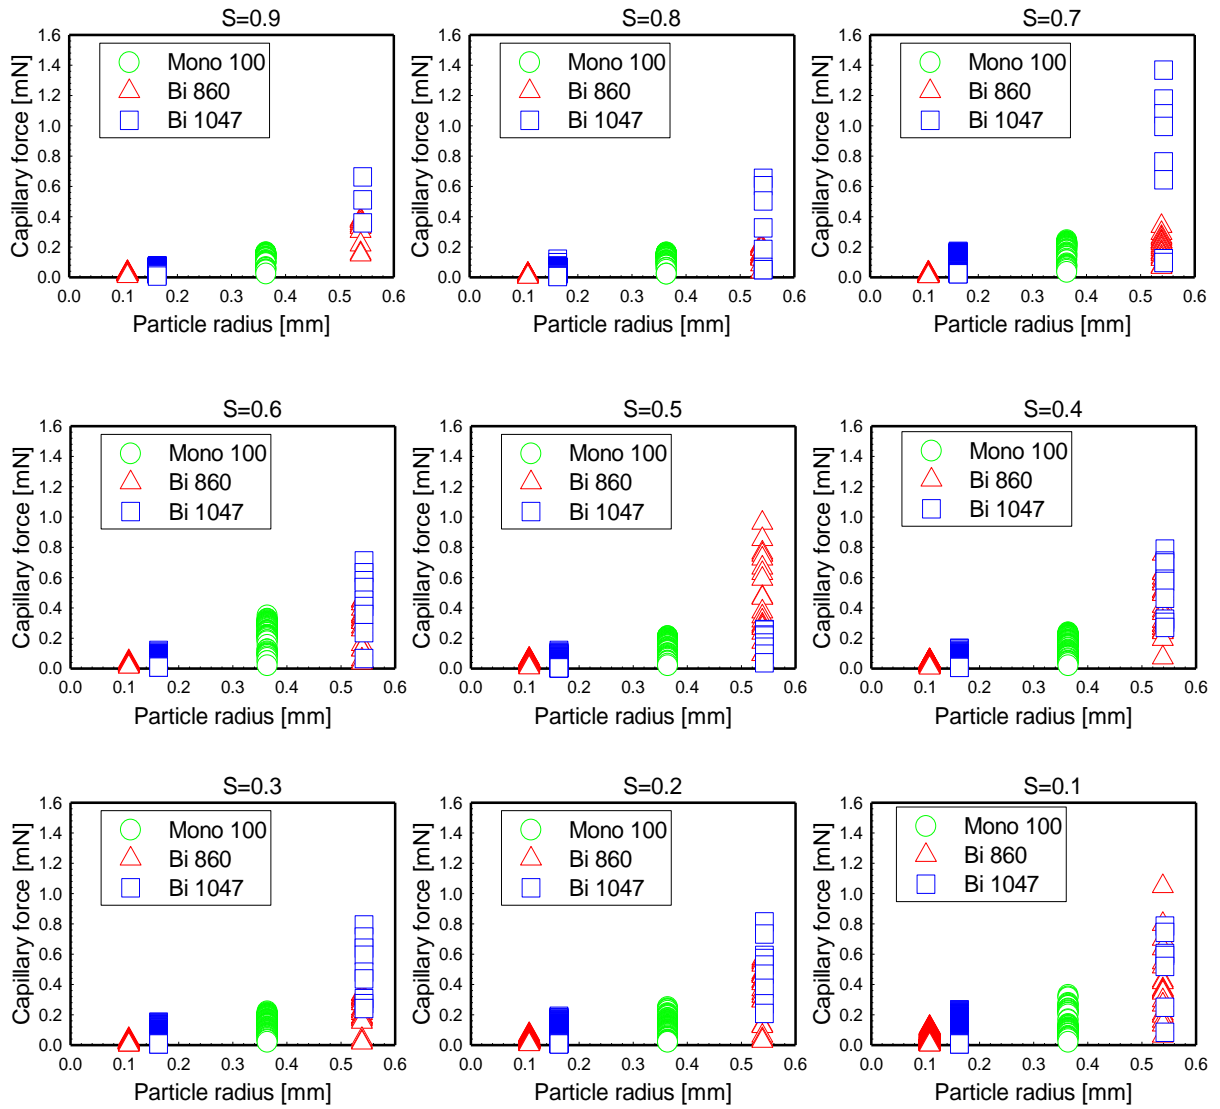 S=0.9
Capillary force [mN]
1.6
1.4
1.2
1.0
0.8
0.6
0.4
0.2
0.0
Mono 100
Bi 860
Bi 1047
0.0 0.1 0.2 0.3 0.4 0.5 0.6
Particle radius [mm]
S=0.8
Capillary force [mN]
1.6
1.4
1.2
1.0
0.8
0.6
0.4
0.2
0.0
Mono 100
Bi 860
Bi 1047
0.0 0.1 0.2 0.3 0.4 0.5 0.6
Particle radius [mm]
S=0.7
Capillary force [mN]
1.6
1.4
1.2
1.0
0.8
0.6
0.4
0.2
0.0
Mono 100
Bi 860
Bi 1047
0.0 0.1 0.2 0.3 0.4 0.5 0.6
Particle radius [mm]
S=0.6
Capillary force [mN]
1.6
1.4
1.2
1.0
0.8
0.6
0.4
0.2
0.0
Mono 100
Bi 860
Bi 1047
0.0 0.1 0.2 0.3 0.4 0.5 0.6
Particle radius [mm]
S=0.5
Capillary force [mN]
1.6
1.4
1.2
1.0
0.8
0.6
0.4
0.2
0.0
Mono 100
Bi 860
Bi 1047
0.0 0.1 0.2 0.3 0.4 0.5 0.6
Particle radius [mm]
S=0.4
Capillary force [mN]
1.6
1.4
1.2
1.0
0.8
0.6
0.4
0.2
0.0
Mono 100
Bi 860
Bi 1047
0.0 0.1 0.2 0.3 0.4 0.5 0.6
Particle radius [mm]
S=0.3
Capillary force [mN]
1.6
1.4
1.2
1.0
0.8
0.6
0.4
0.2
0.0
Mono 100
Bi 860
Bi 1047
0.0 0.1 0.2 0.3 0.4 0.5 0.6
Particle radius [mm]
S=0.2
Capillary force [mN]
1.6
1.4
1.2
1.0
0.8
0.6
0.4
0.2
0.0
Mono 100
Bi 860
Bi 1047
0.0 0.1 0.2 0.3 0.4 0.5 0.6
Particle radius [mm]
S=0.1
Capillary force [mN]
1.6
1.4
1.2
1.0
0.8
0.6
0.4
0.2
0.0
Mono 100
Bi 860
Bi 1047
0.0 0.1 0.2 0.3 0.4 0.5 0.6
Particle radius [mm]